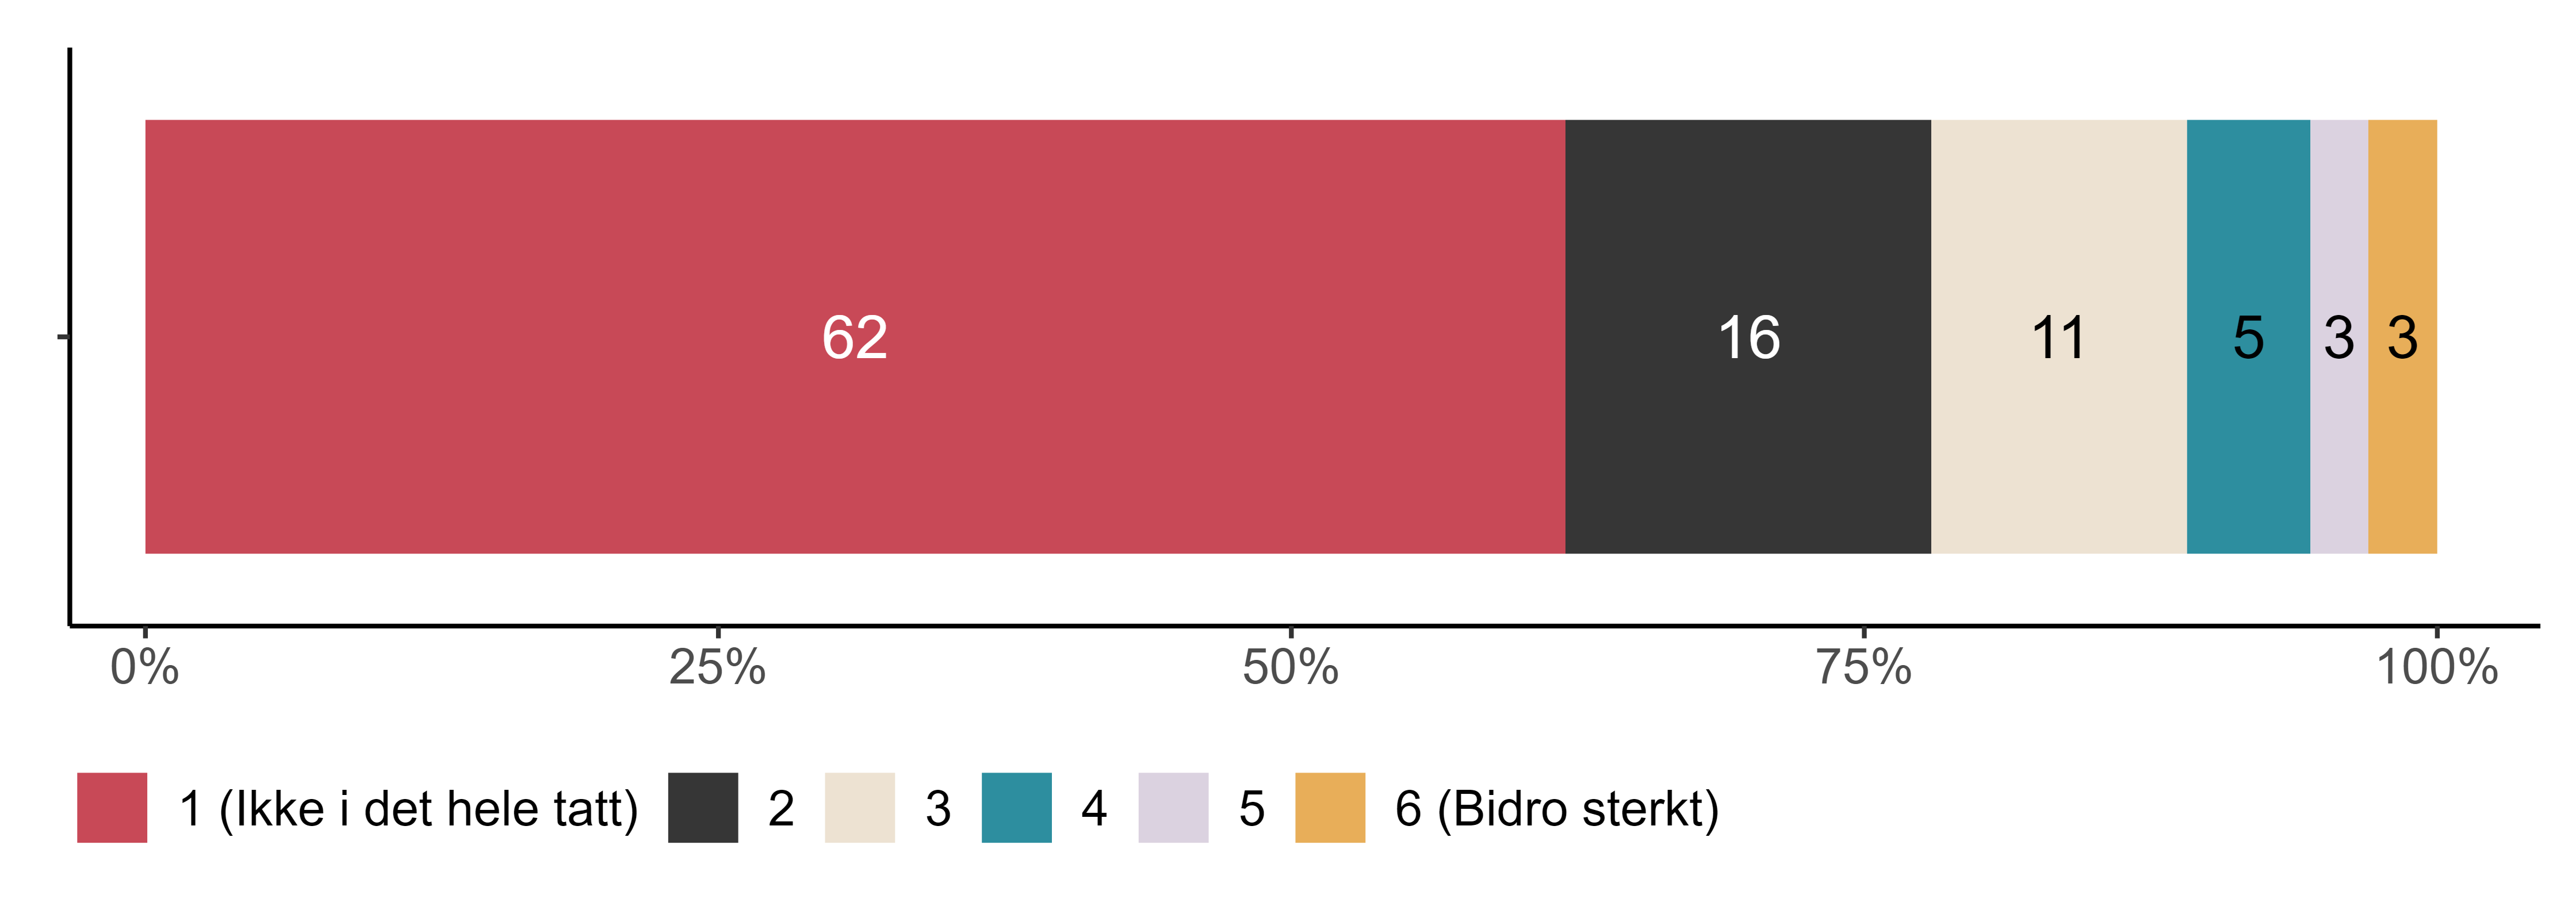 62 16 11 5 3 3
0% 25% 50% 75% 100%
1 (Ikke i det hele tatt) 2 3 4 5 6 (Bidro sterkt)